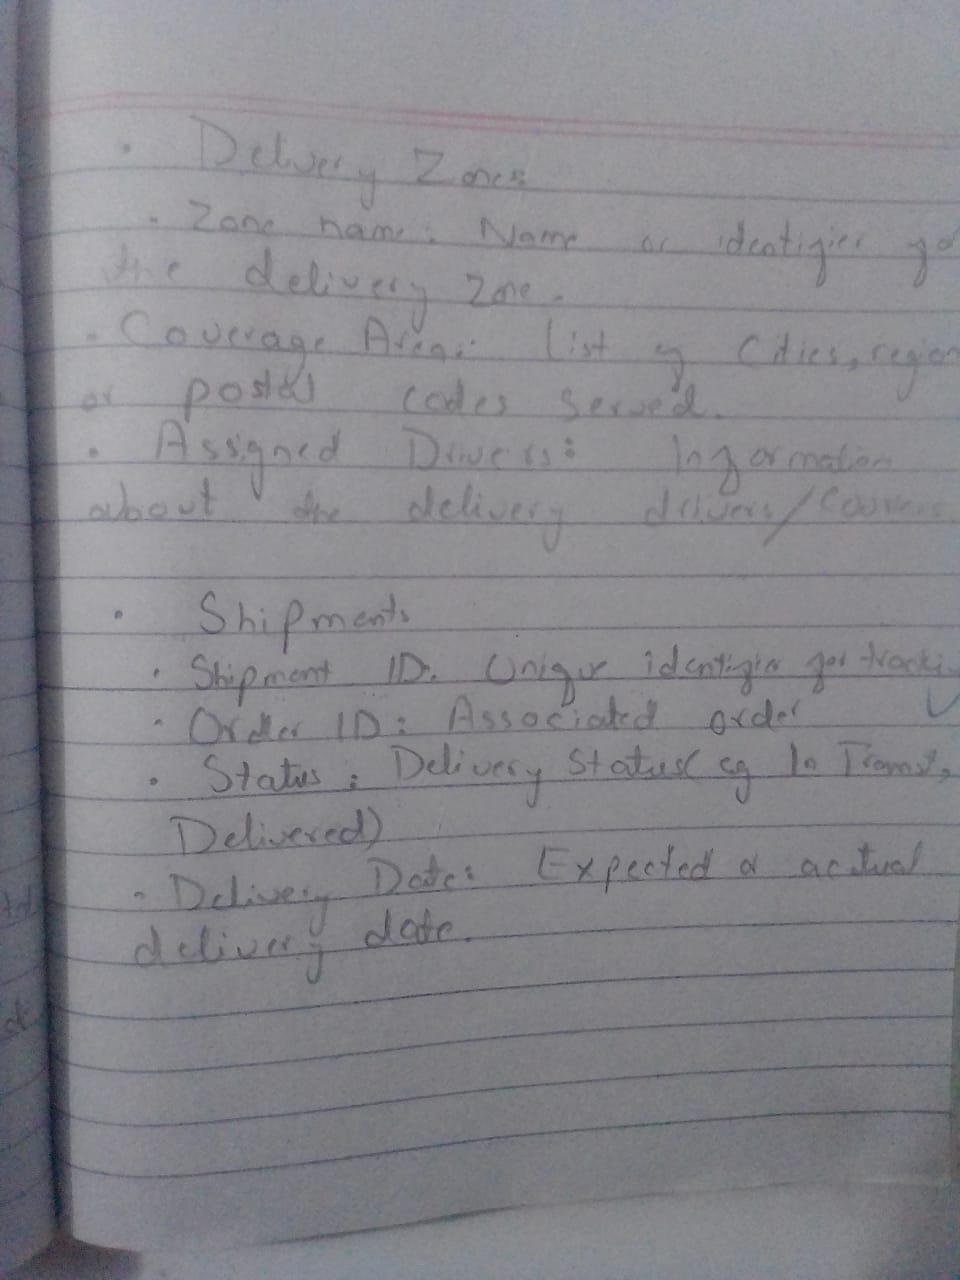 • Delivery Zones
• Zone name: Name or identifier fo
the delivery zone.
• Coverage Area: List of Cities, region
or postal codes served.
• Assigned Drivers: Information
about the delivery drivers/Couriers
• Shipments
• Shipment ID. Unique identifier for tracki
• Order ID: Associated order
• Status: Delivery Status( eg In Transit,
Delivered)
• Delivery Date: Expected or actual
delivery date.